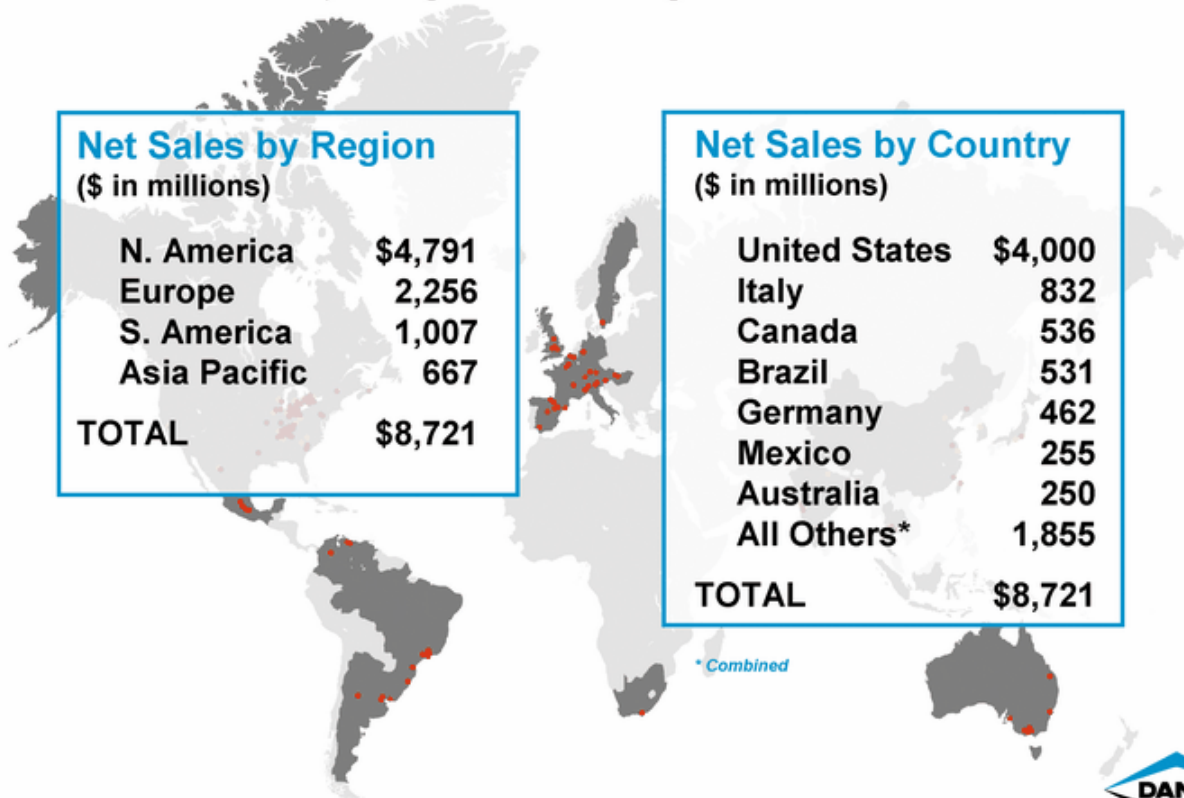 Net Sales by Region
($ in millions)
N. America $4,791
Europe 2,256
S. America 1,007
Asia Pacific 667
TOTAL $8,721
Net Sales by Country
($ in millions)
United States $4,000
Italy 832
Canada 536
Brazil 531
Germany 462
Mexico 255
Australia 250
All Others* 1,855
TOTAL $8,721
* Combined